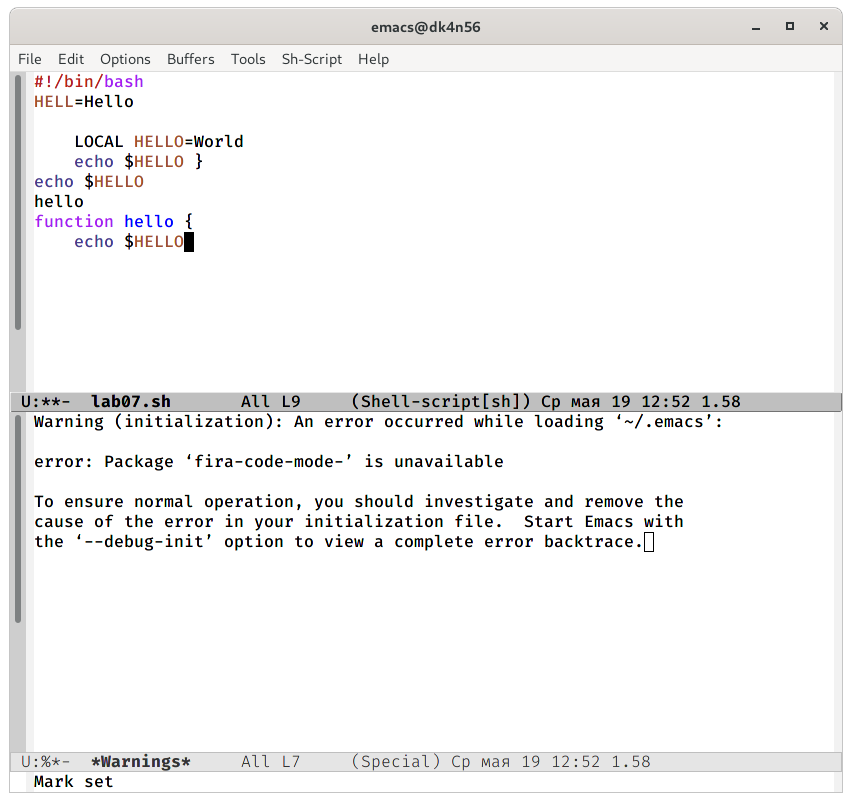 emacs@dk4n56
File Edit Options Buffers Tools Sh-Script Help
#!/bin/bash
HELL=Hello
    LOCAL HELLO=World
    echo $HELLO }
echo $HELLO
hello
function hello {
    echo $HELLO
U:**-  lab07.sh       All L9     (Shell-script[sh]) Ср мая 19 12:52 1.58
Warning (initialization): An error occurred while loading ‘~/.emacs’:
error: Package ‘fira-code-mode-’ is unavailable
To ensure normal operation, you should investigate and remove the
cause of the error in your initialization file.  Start Emacs with
the ‘--debug-init’ option to view a complete error backtrace.
U:%*-  *Warnings*     All L7     (Special) Ср мая 19 12:52 1.58
Mark set